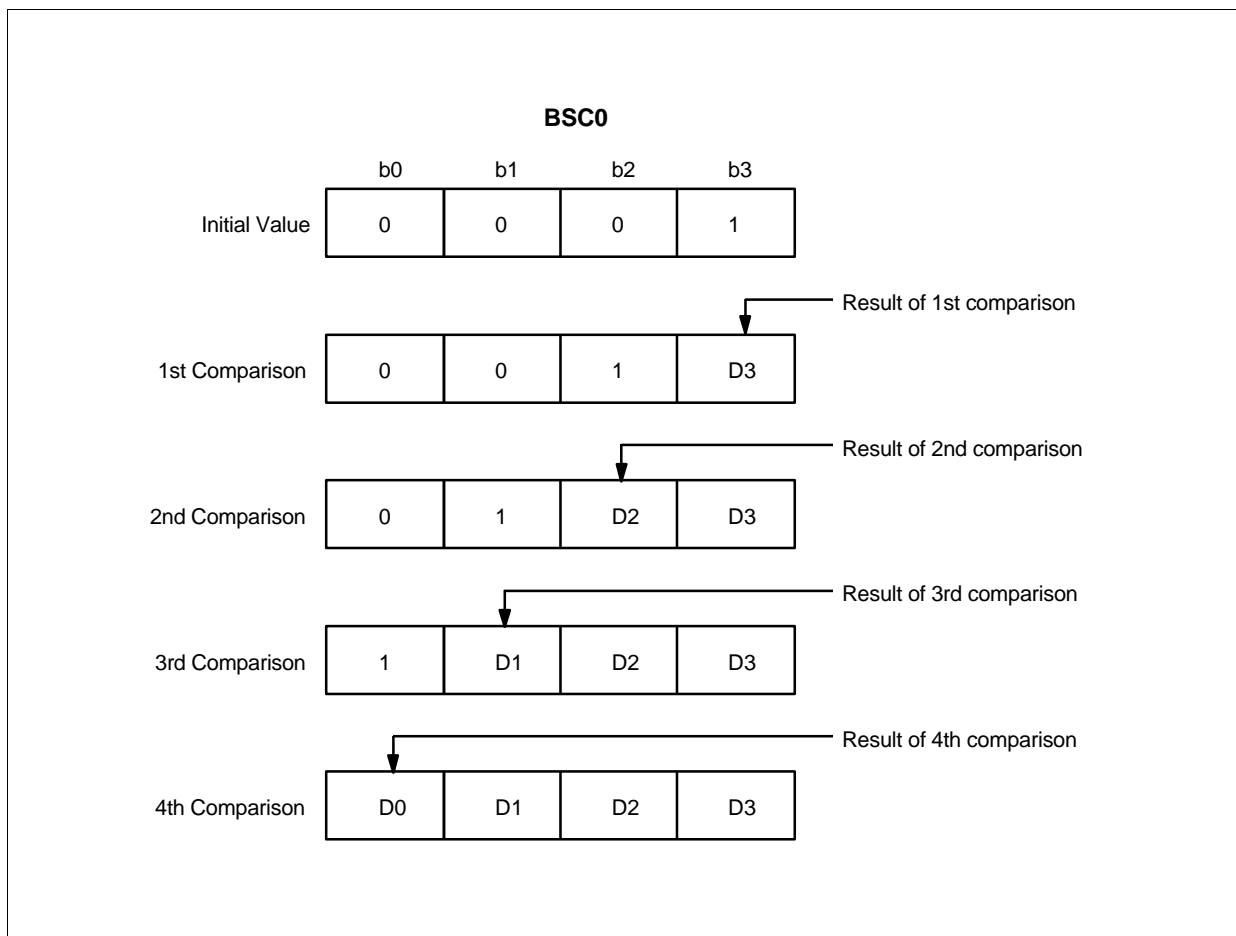 BSC0
b0 b1 b2 b3
Initial Value 0 0 0 1
Result of 1st comparison
1st Comparison 0 0 1 D3
Result of 2nd comparison
2nd Comparison 0 1 D2 D3
Result of 3rd comparison
3rd Comparison 1 D1 D2 D3
Result of 4th comparison
4th Comparison D0 D1 D2 D3